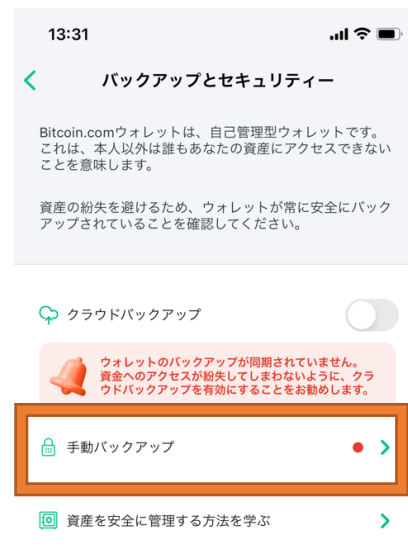 13:31
バックアップとセキュリティー
Bitcoin.comウォレットは、自己管理型ウォレットです。
これは、本人以外は誰もあなたの資産にアクセスできない
ことを意味します。
資産の紛失を避けるため、ウォレットが常に安全にバック
アップされていることを確認してください。
クラウドバックアップ
ウォレットのバックアップが同期されていません。
資金へのアクセスが紛失してしまわないように、クラ
ウドバックアップを有効にすることをお勧めします。
手動バックアップ
資産を安全に管理する方法を学ぶ